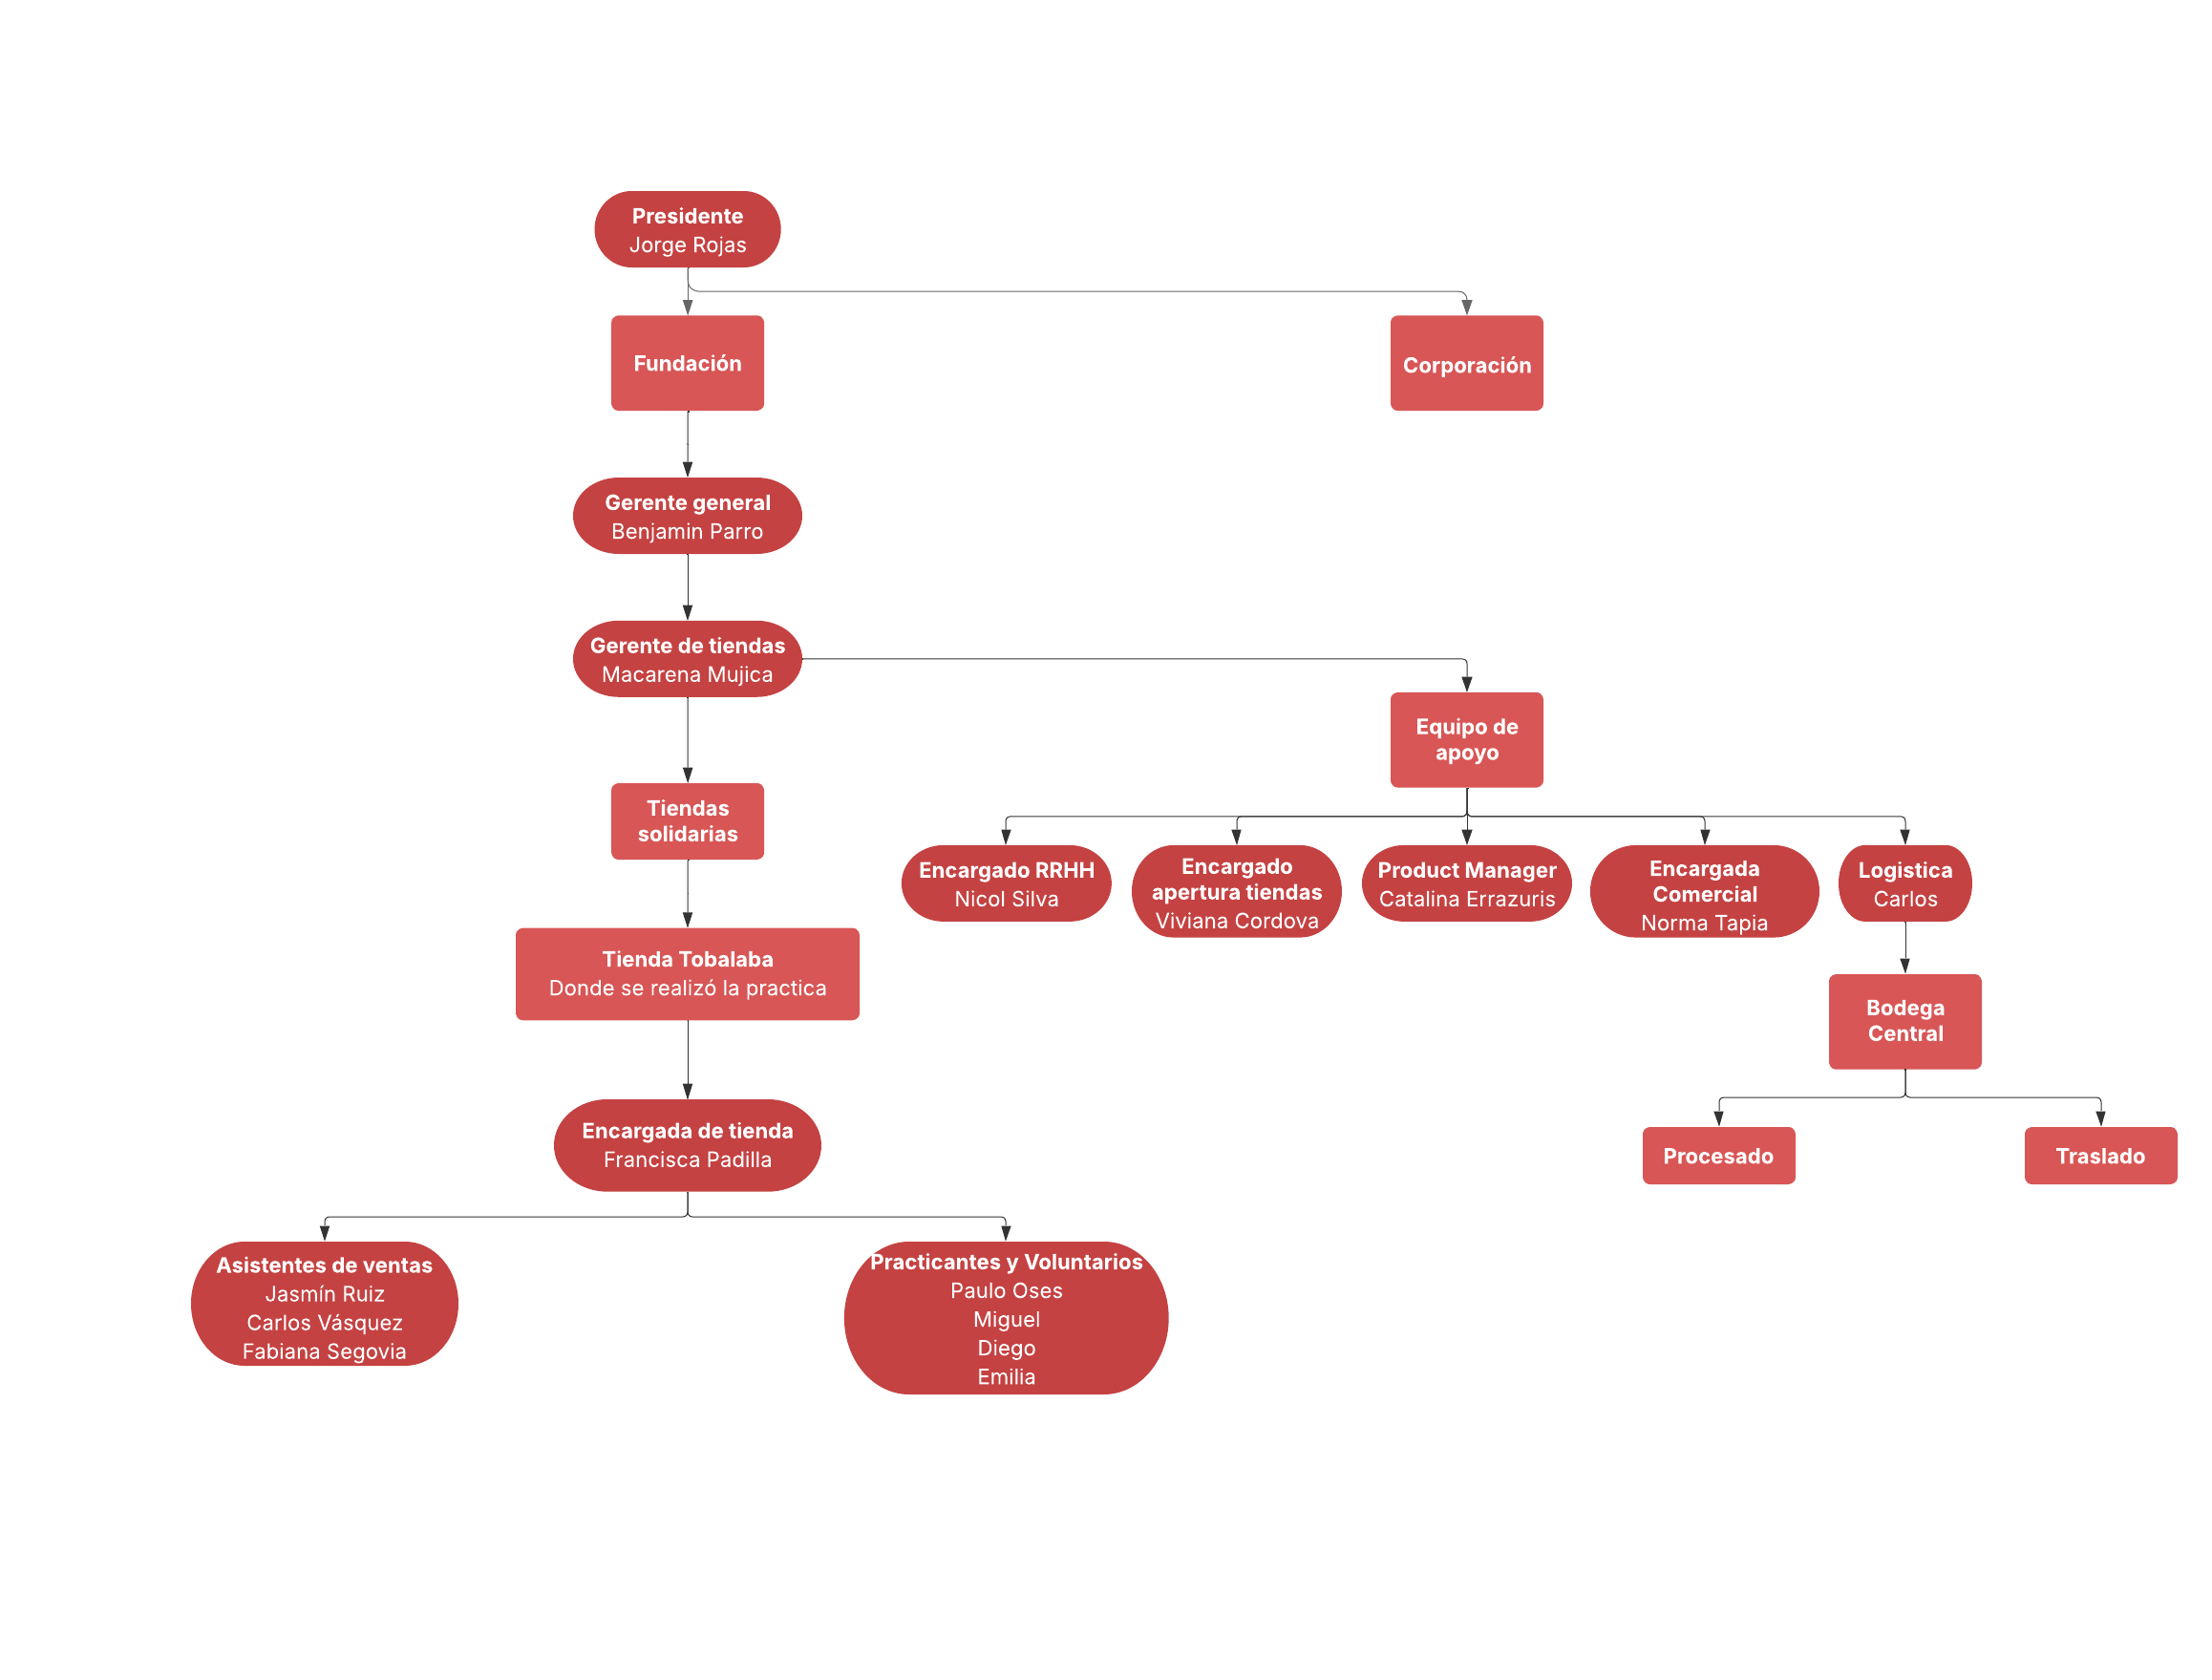 Presidente
Jorge Rojas
Fundación
Corporación
Gerente general
Benjamin Parro
Gerente de tiendas
Macarena Mujica
Equipo de
apoyo
Tiendas
solidarias
Encargado RRHH
Nicol Silva
Encargado
apertura tiendas
Viviana Cordova
Product Manager
Catalina Errazuris
Encargada
Comercial
Norma Tapia
Logistica
Carlos
Tienda Tobalaba
Donde se realizó la practica
Bodega
Central
Encargada de tienda
Francisca Padilla
Procesado
Traslado
Asistentes de ventas
Jasmín Ruiz
Carlos Vásquez
Fabiana Segovia
Practicantes y Voluntarios
Paulo Oses
Miguel
Diego
Emilia